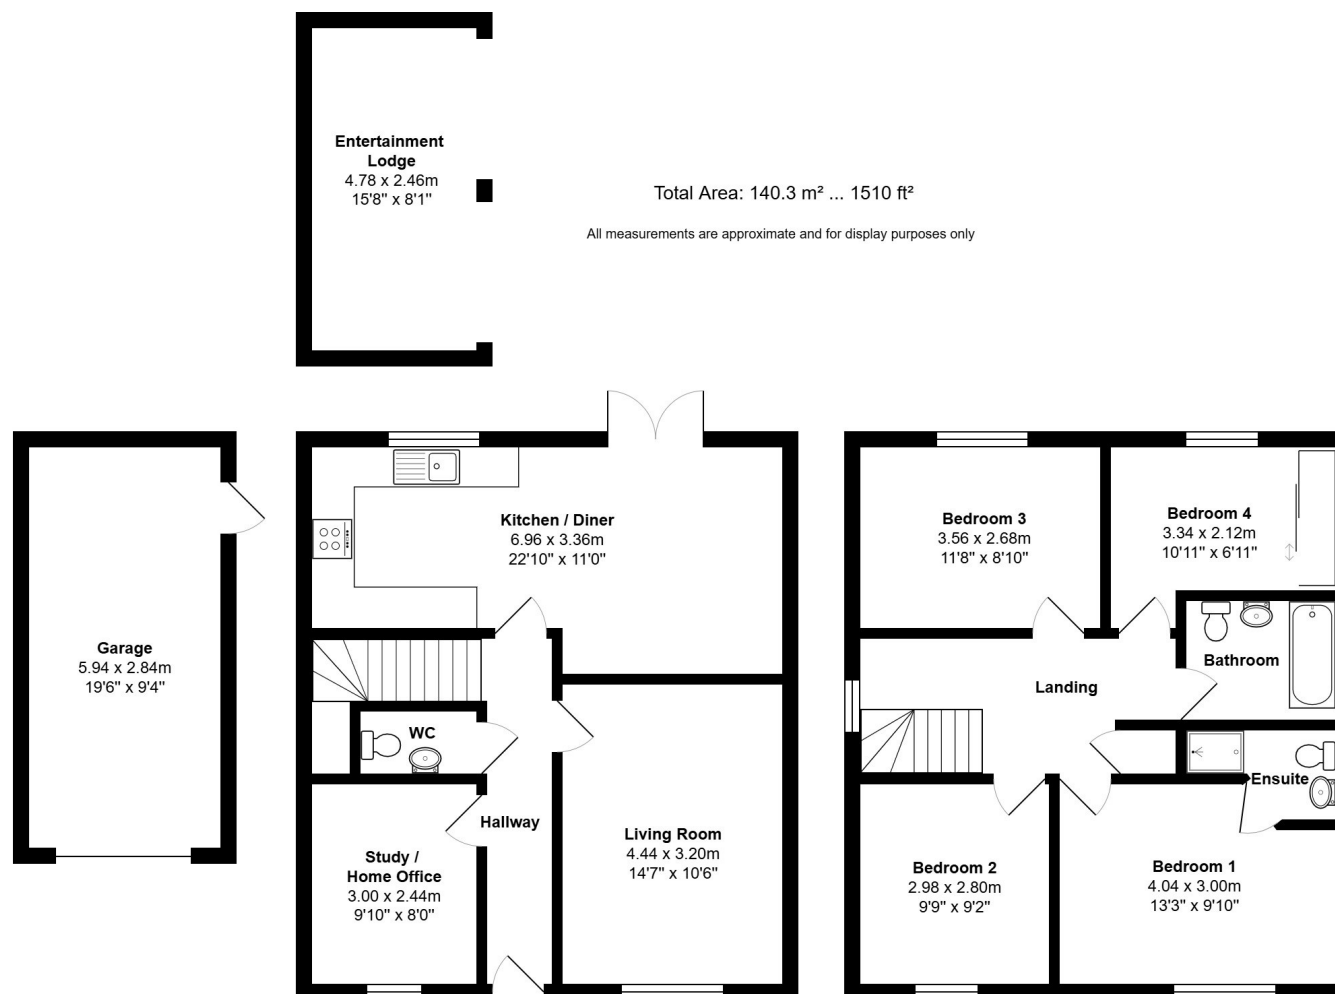 Entertainment
Lodge
4.78 x 2.46m
15'8" x 8'1"
Total Area: 140.3 m² ... 1510 ft²
All measurements are approximate and for display purposes only
Garage
5.94 x 2.84m
19'6" x 9'4"
Kitchen / Diner
6.96 x 3.36m
22'10" x 11'0"
WC
Hallway
Study /
Home Office
3.00 x 2.44m
9'10" x 8'0"
Living Room
4.44 x 3.20m
14'7" x 10'6"
Bedroom 3
3.56 x 2.68m
11'8" x 8'10"
Bedroom 4
3.34 x 2.12m
10'11" x 6'11"
Bathroom
Landing
Ensuite
Bedroom 2
2.98 x 2.80m
9'9" x 9'2"
Bedroom 1
4.04 x 3.00m
13'3" x 9'10"